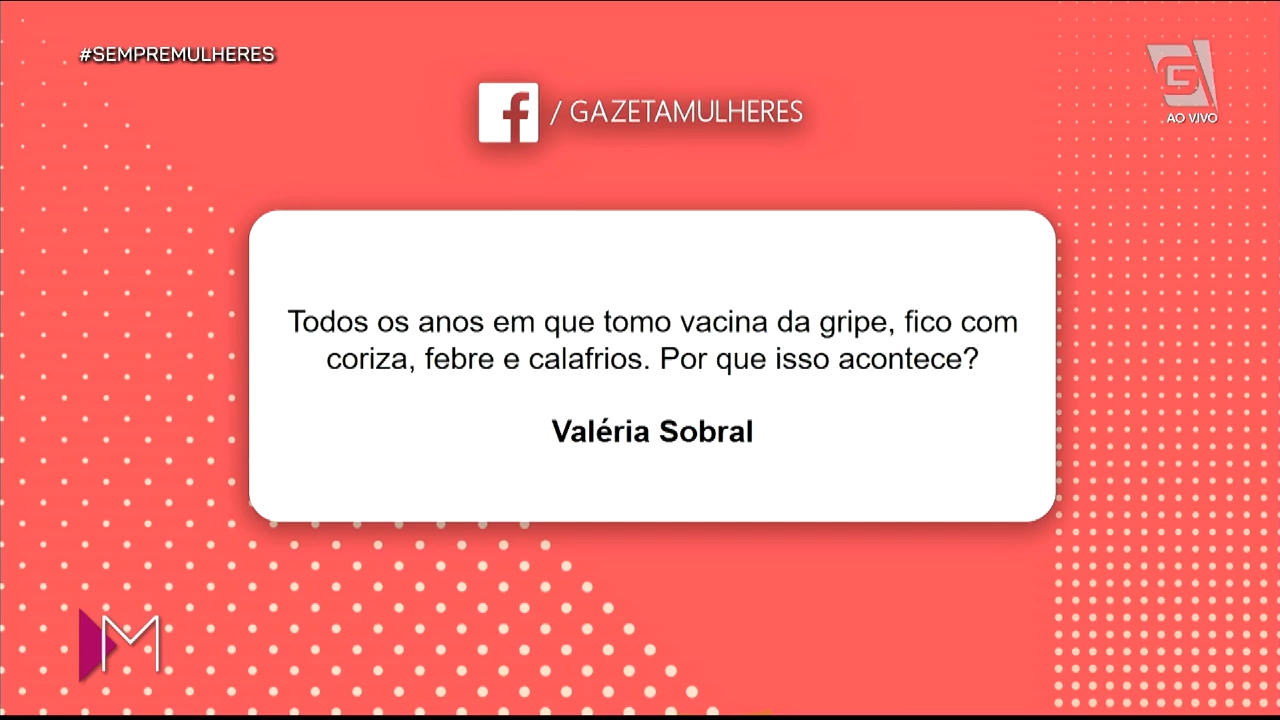 #SEMPREMULHERES
/ GAZETAMULHERES
AO VIVO
Todos os anos em que tomo vacina da gripe, fico com
coriza, febre e calafrios. Por que isso acontece?
Valéria Sobral
M